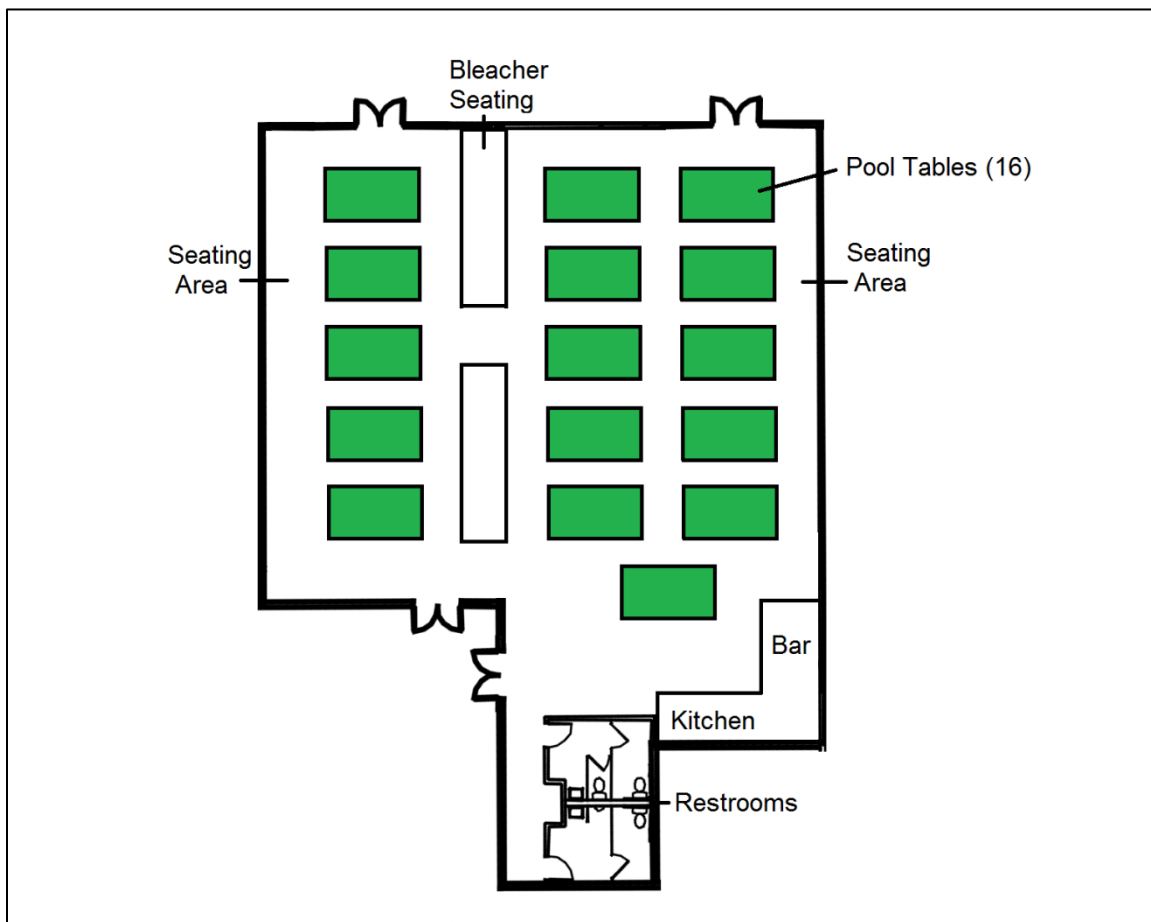 Bleacher
Seating
Pool Tables (16)
Seating
Area
Seating
Area
Bar
Kitchen
Restrooms